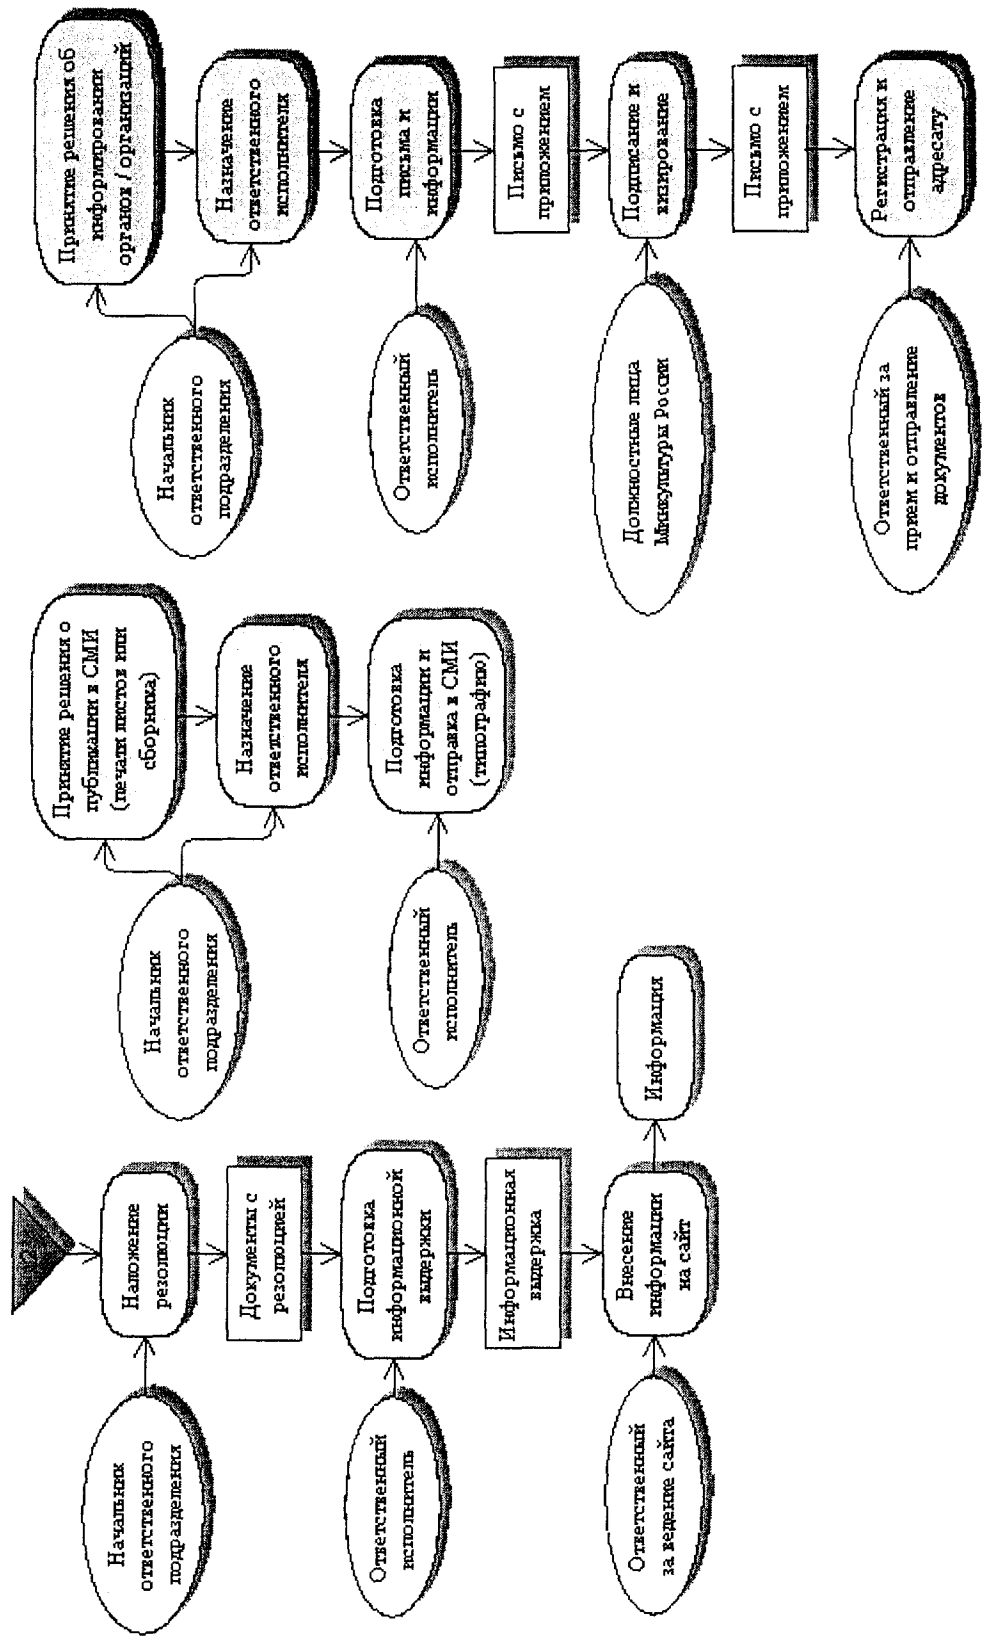 Наложение
резолюции
Начальник
ответственного
подразделения
Документы с
резолюцией
Подготовка
информационной
выдержки
Ответственный
исполнитель
Информационная
выдержка
Внесение
информации
на сайт
Ответственный
за ведение сайта
Информация
Принятие решения о
публикации в СМИ
(печати листов или
сборника)
Начальник
ответственного
подразделения
Назначение
ответственного
исполнителя
Подготовка
информации и
отправка в СМИ
(типографию)
Ответственный
исполнитель
Принятие решения об
информировании
органов / организаций
Начальник
ответственного
подразделения
Назначение
ответственного
исполнителя
Подготовка
письма и
информации
Ответственный
исполнитель
Письмо с
приложением
Подписание и
визирование
Должностные лица
Минкультуры России
Письмо с
приложением
Регистрация и
отправление
адресату
Ответственный за
прием и отправление
документов